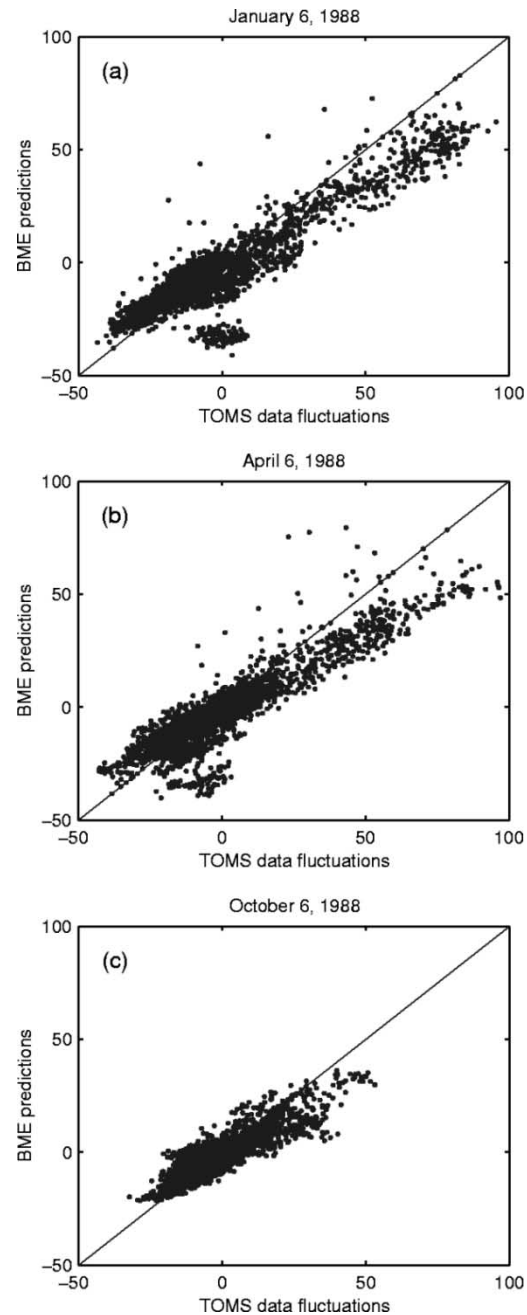 January 6, 1988
100
(a)
50
BME predictions
0
−50
−50 0 50 100
TOMS data fluctuations
April 6, 1988
100
(b)
50
BME predictions
0
−50
−50 0 50 100
TOMS data fluctuations
October 6, 1988
100
(c)
50
BME predictions
0
−50
−50 0 50 100
TOMS data fluctuations